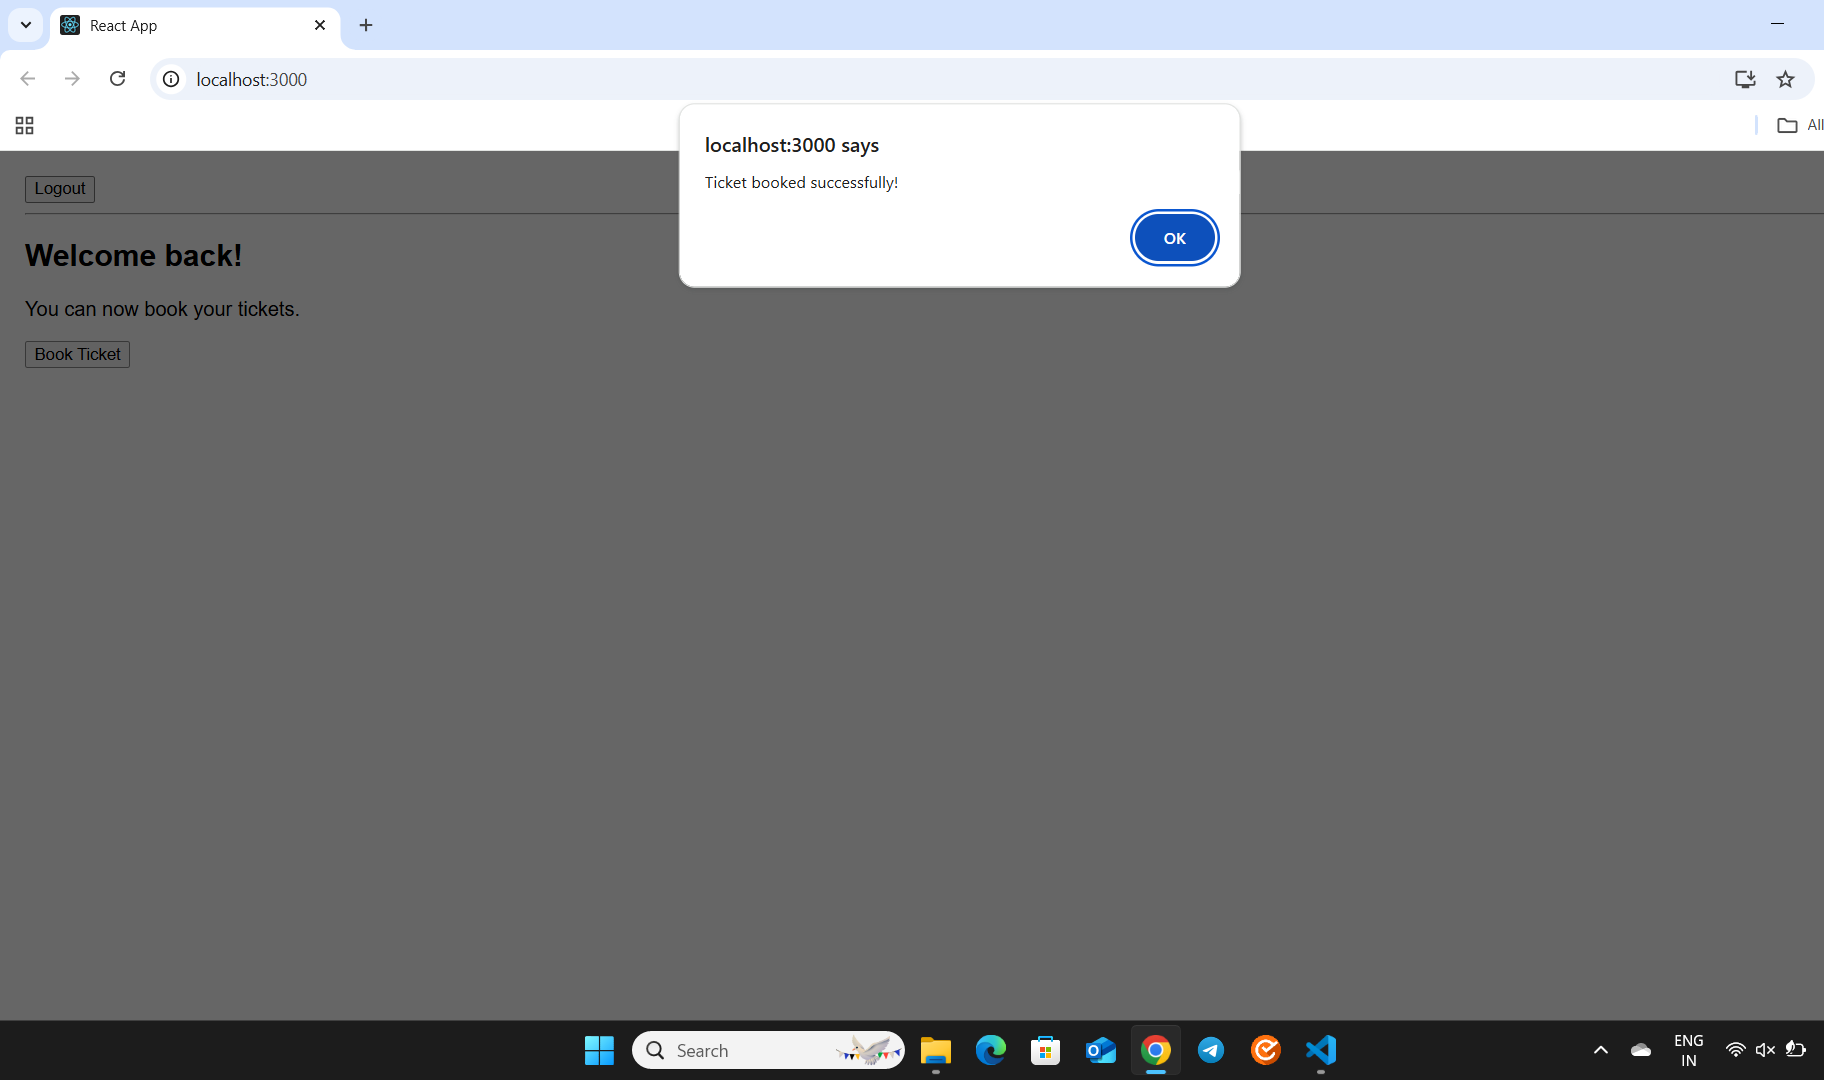 React App
localhost:3000
All
localhost:3000 says
Ticket booked successfully!
OK
Logout
Welcome back!
You can now book your tickets.
Book Ticket
Search
ENG
IN